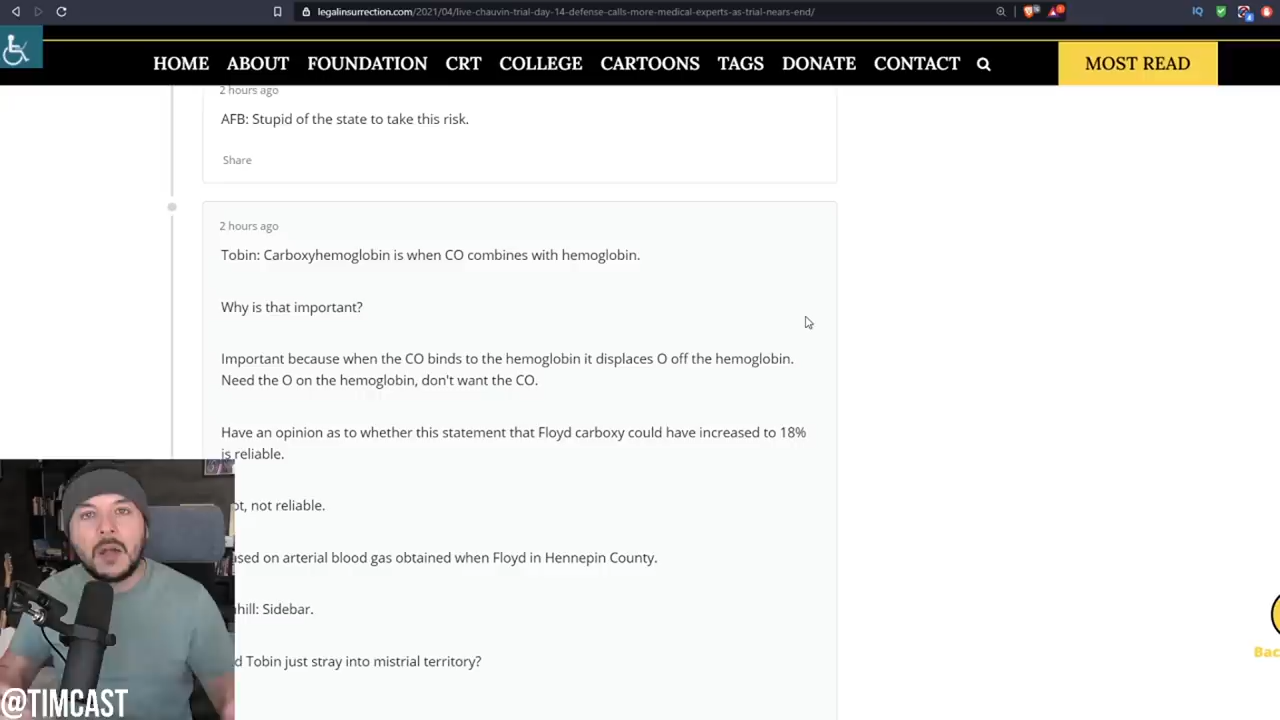 legalinsurrection.com/2021/04/live-chauvin-trial-day-14-defense-calls-more-medical-experts-as-trial-nears-end/
HOME ABOUT FOUNDATION CRT COLLEGE CARTOONS TAGS DONATE CONTACT MOST READ
2 hours ago
AFB: Stupid of the state to take this risk.
Share
2 hours ago
Tobin: Carboxyhemoglobin is when CO combines with hemoglobin.
Why is that important?
Important because when the CO binds to the hemoglobin it displaces O off the hemoglobin.
Need the O on the hemoglobin, don't want the CO.
Have an opinion as to whether this statement that Floyd carboxy could have increased to 18%
is reliable.
not reliable.
on arterial blood gas obtained when Floyd in Hennepin County.
Sidebar.
Tobin just stray into mistrial territory?
Bac
@TIMCAST